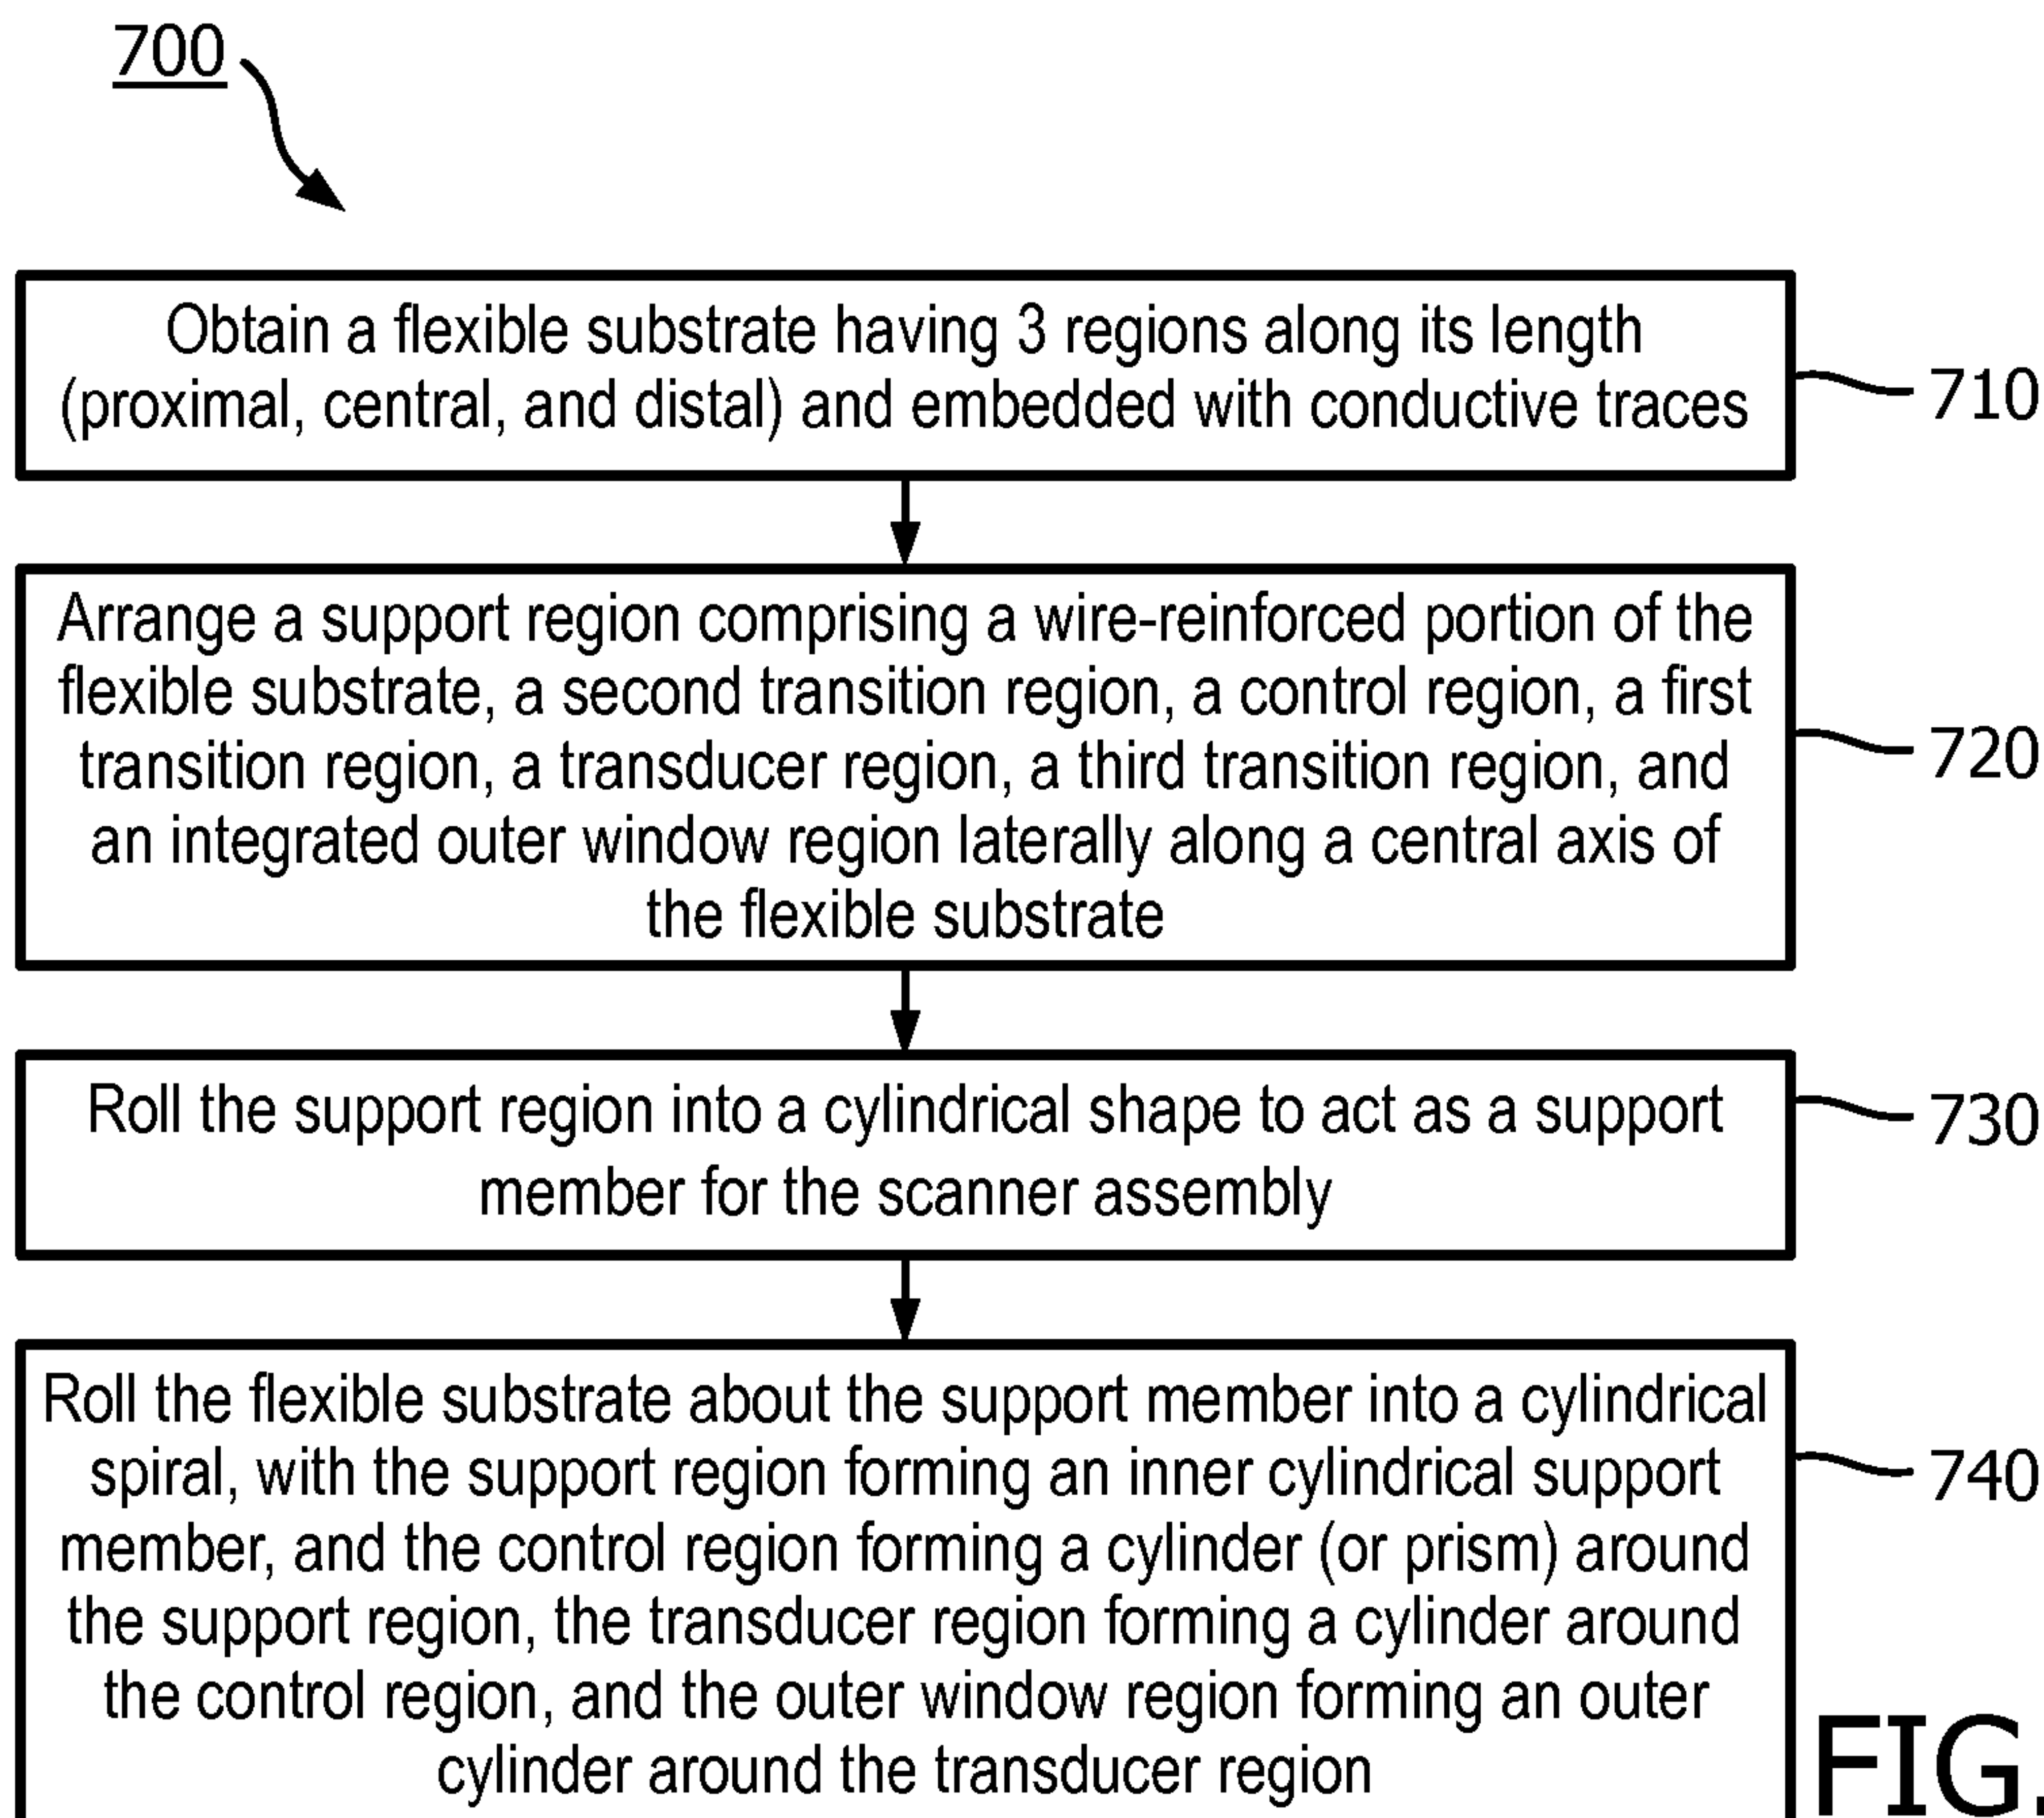 700
Obtain a flexible substrate having 3 regions along its length
(proximal, central, and distal) and embedded with conductive traces
710
Arrange a support region comprising a wire-reinforced portion of the
flexible substrate, a second transition region, a control region, a first
transition region, a transducer region, a third transition region, and
an integrated outer window region laterally along a central axis of
the flexible substrate
720
Roll the support region into a cylindrical shape to act as a support
member for the scanner assembly
730
Roll the flexible substrate about the support member into a cylindrical
spiral, with the support region forming an inner cylindrical support
member, and the control region forming a cylinder (or prism) around
the support region, the transducer region forming a cylinder around
the control region, and the outer window region forming an outer
cylinder around the transducer region
740
FIG.